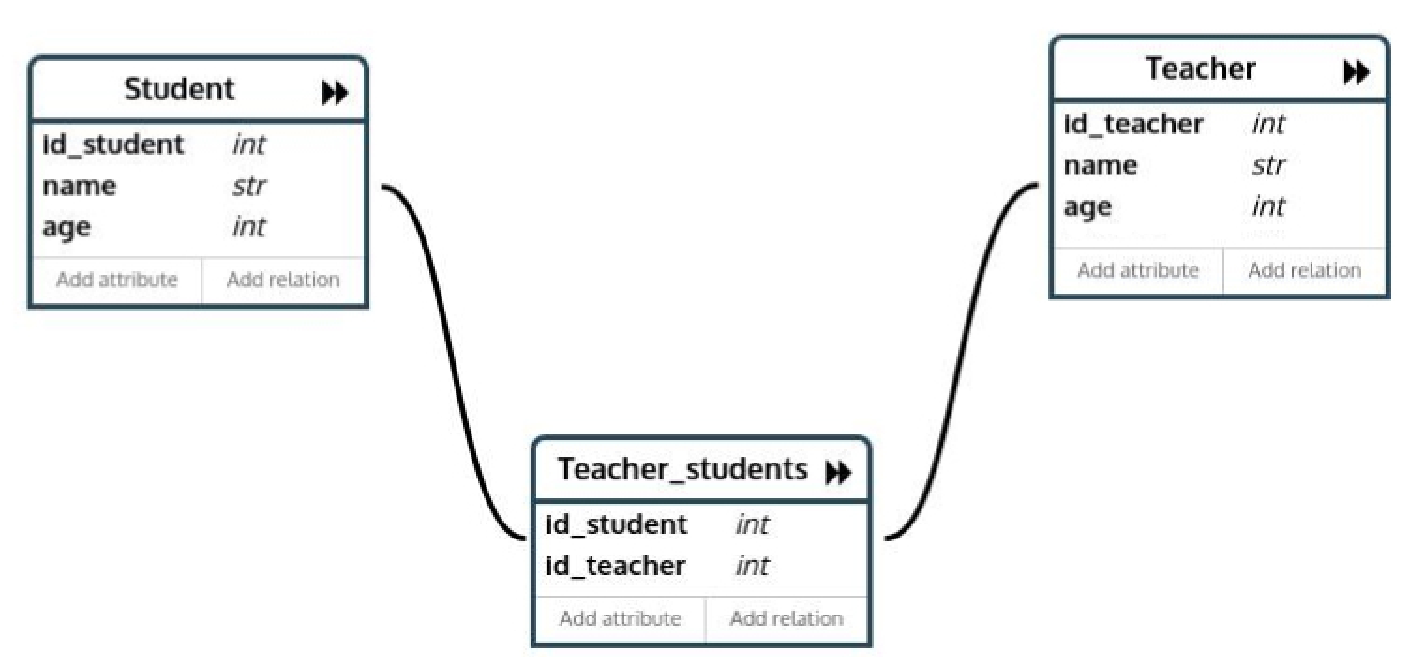 Student
id_student int
name str
age int
Add attribute Add relation
Teacher
id_teacher int
name str
age int
Add attribute Add relation
Teacher_students
id_student int
id_teacher int
Add attribute Add relation